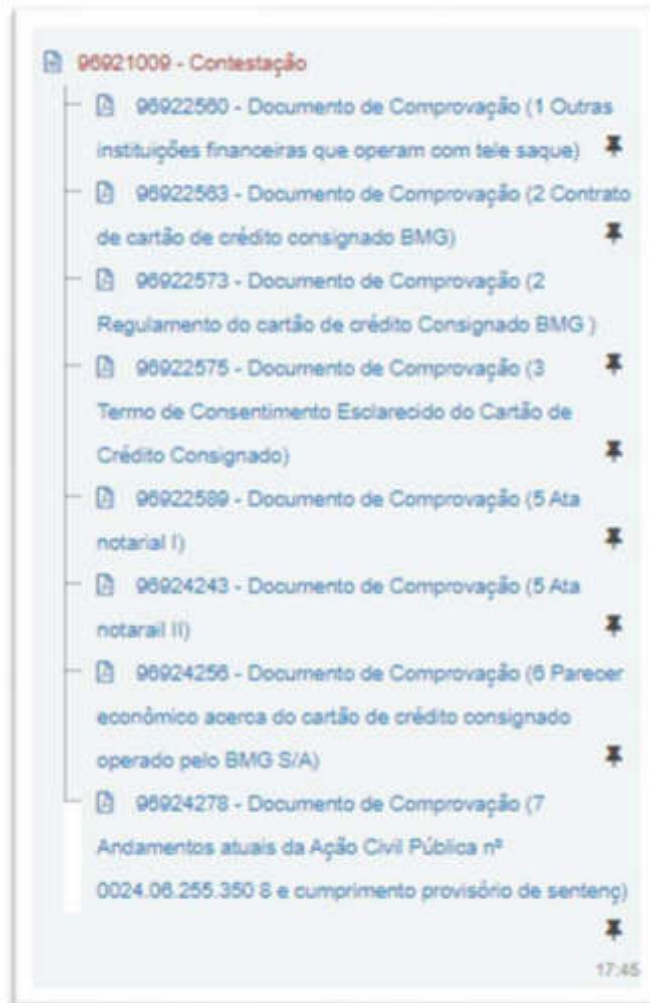 96921009 - Contestação
96922560 - Documento de Comprovação (1 Outras
instituições financeiras que operam com tele saque)
96922563 - Documento de Comprovação (2 Contrato
de cartão de crédito consignado BMG)
96922573 - Documento de Comprovação (2
Regulamento do cartão de crédito Consignado BMG )
96922575 - Documento de Comprovação (3
Termo de Consentimento Esclarecido do Cartão de
Crédito Consignado)
96922589 - Documento de Comprovação (5 Ata
notarial I)
96924243 - Documento de Comprovação (5 Ata
notarail II)
96924256 - Documento de Comprovação (6 Parecer
econômico acerca do cartão de crédito consignado
operado pelo BMG S/A)
96924278 - Documento de Comprovação (7
Andamentos atuais da Ação Civil Pública nº
0024.06.255.350 8 e cumprimento provisório de sentenç)
17:45